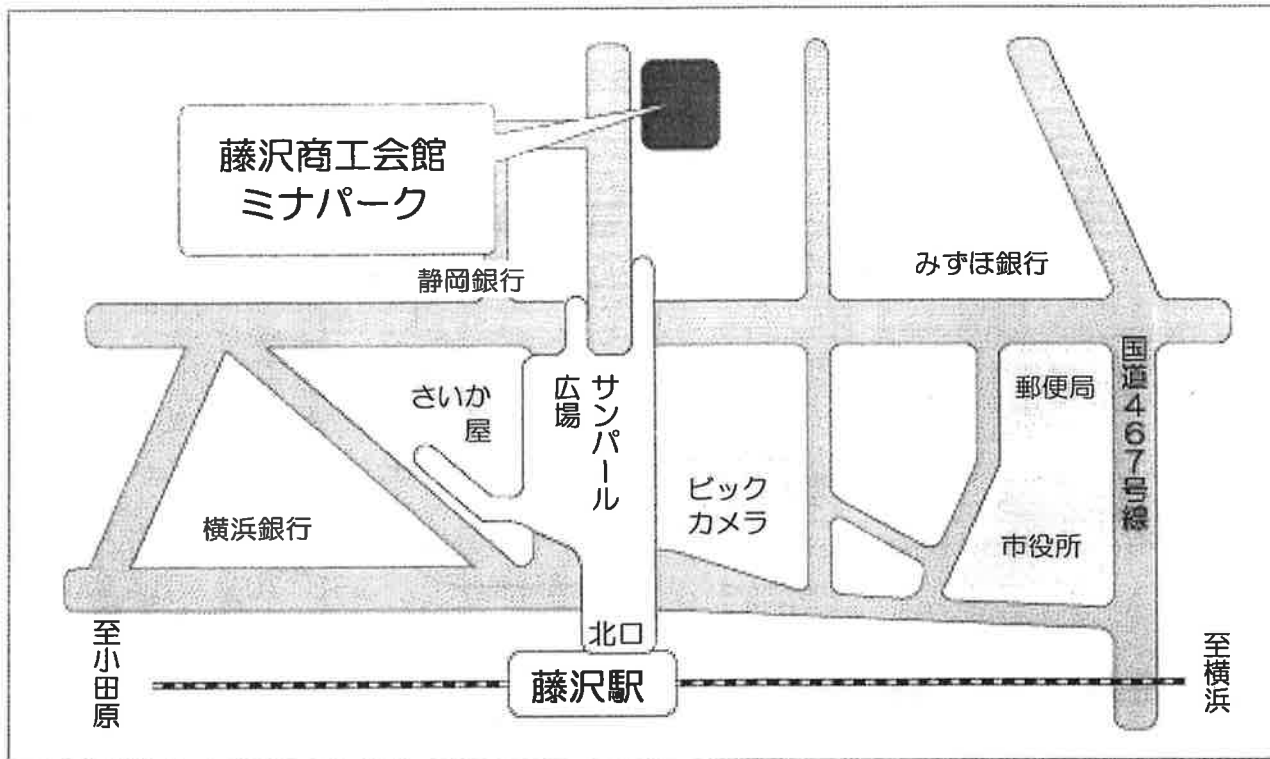 藤沢商工会館
ミナパーク
静岡銀行
みずほ銀行
さいか
屋
サンパール
広場
ビック
カメラ
郵便局
国道467号線
横浜銀行
市役所
北口
藤沢駅
至小田原
至横浜